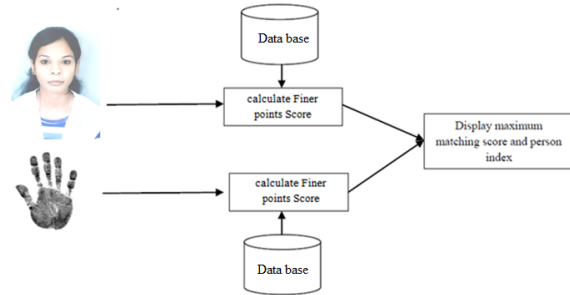 Data base
calculate Finer
points Score
Display maximum
matching score and person
index
calculate Finer
points Score
Data base